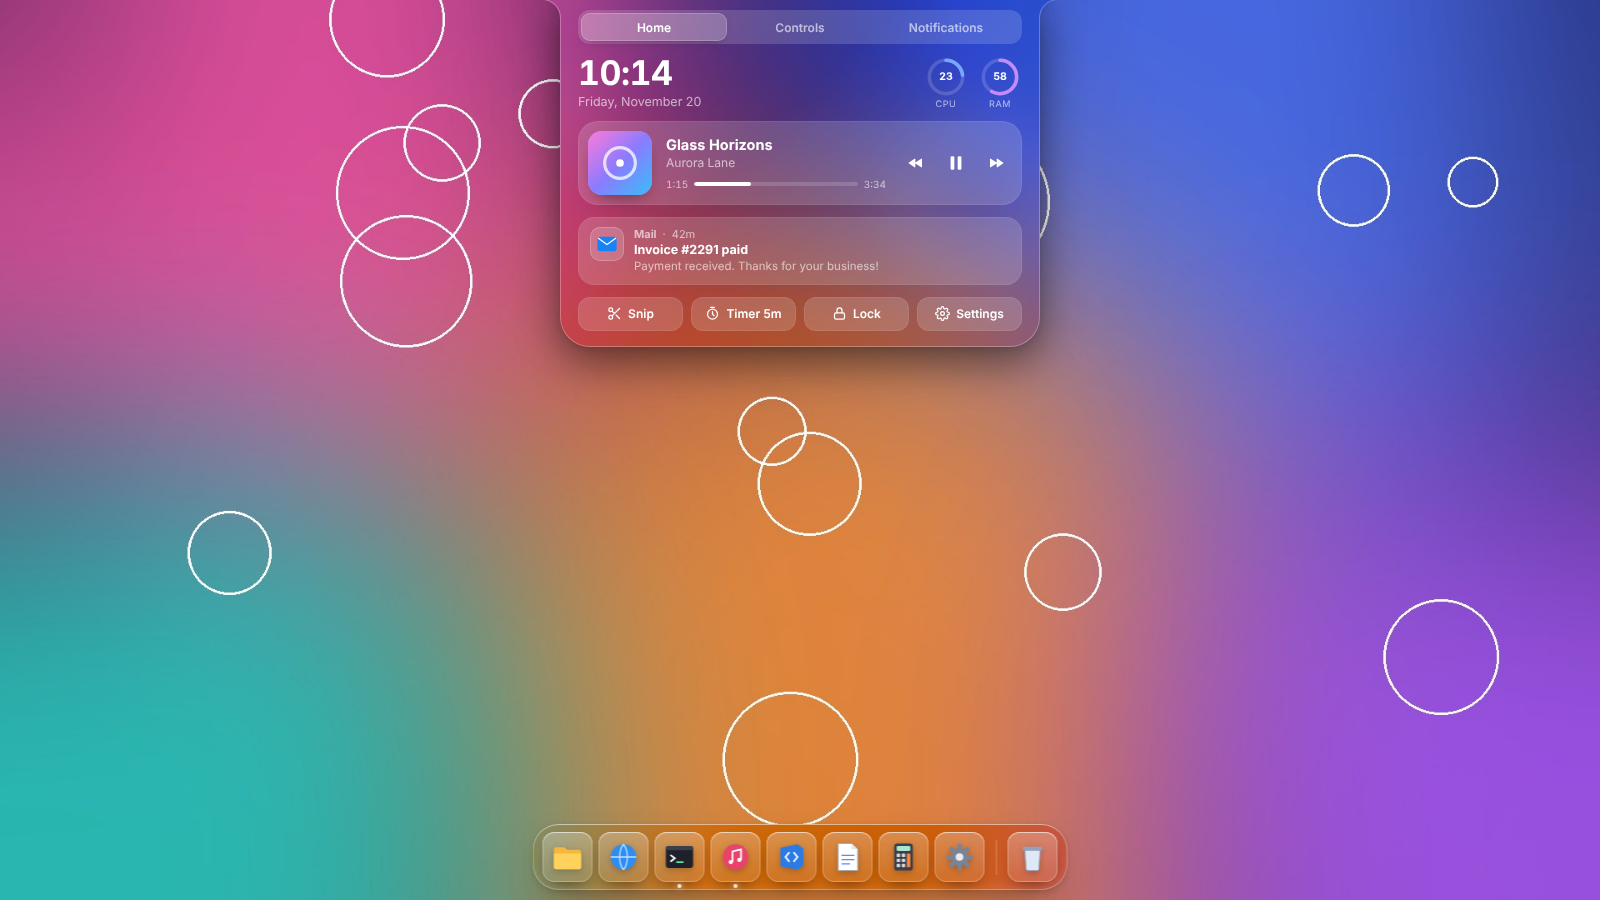 Home Controls Notifications
10:14
Friday, November 20
23 58
CPU RAM
Glass Horizons
Aurora Lane
1:15 3:34
Mail · 42m
Invoice #2291 paid
Payment received. Thanks for your business!
Snip Timer 5m Lock Settings